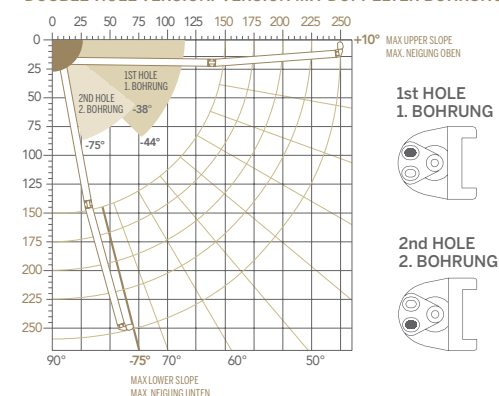 DOUBLE HOLE VERSION/ VERSION MIT DOPPELTER BOHRUNG
0 25 50 75 100 125 150 175 200 225 250
0
+10° MAX UPPER SLOPE
MAX. NEIGUNG OBEN
25
50
75
100
125
150
175
200
225
250
1ST HOLE
1. BOHRUNG
2ND HOLE
2. BOHRUNG
-38°
-44°
-75°
1st HOLE
1. BOHRUNG
2nd HOLE
2. BOHRUNG
90° -75° 70° 60° 50°
MAX LOWER SLOPE
MAX. NEIGUNG UNTEN